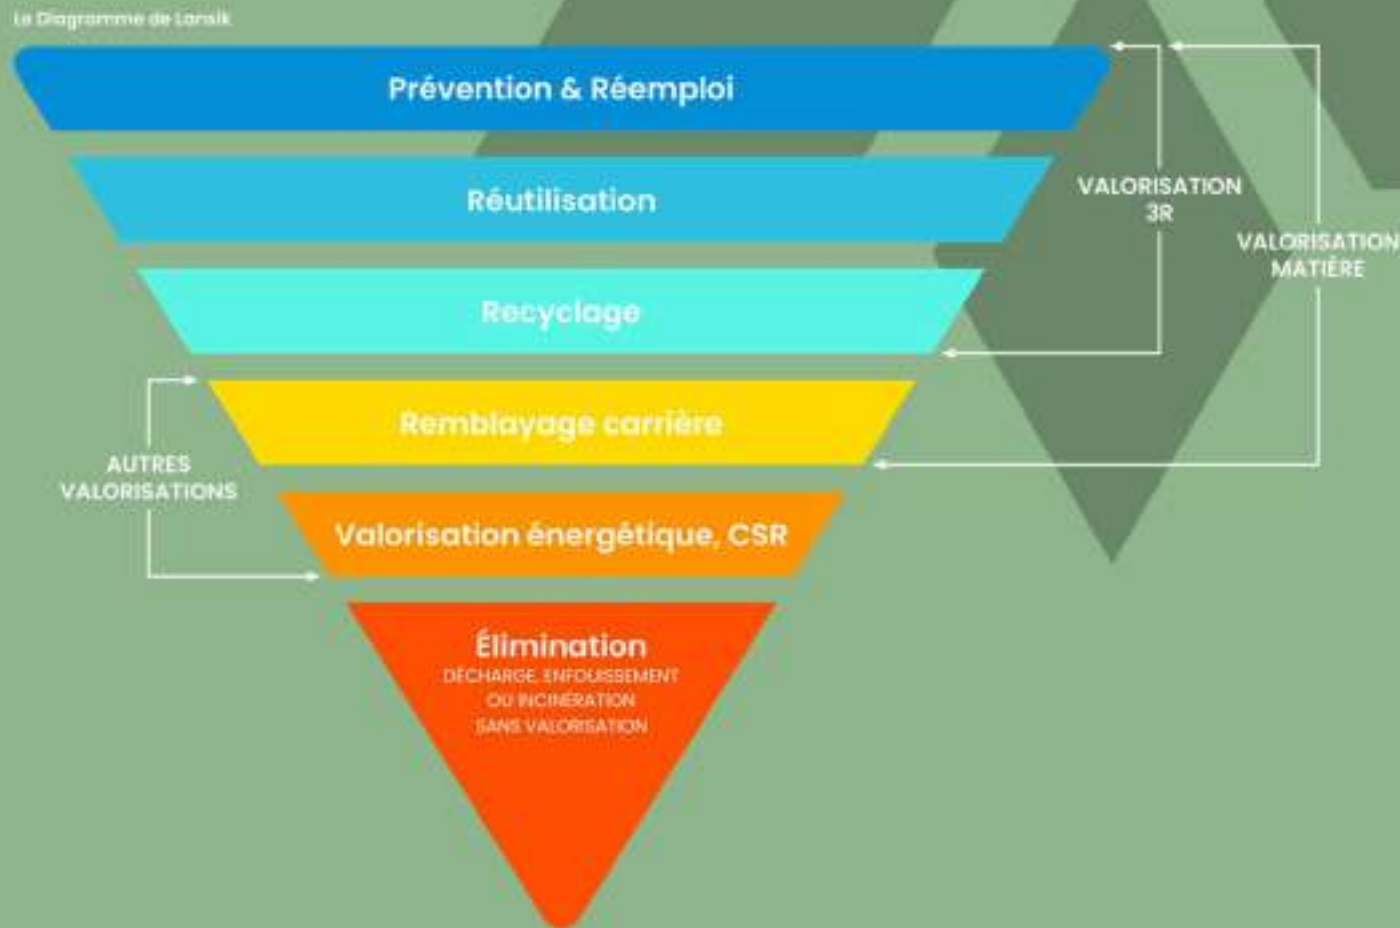 Le Diagramme de Lansik
Prévention & Réemploi
Réutilisation
VALORISATION
3R
VALORISATION
MATIÈRE
Recyclage
Remblayage carrière
AUTRES
VALORISATIONS
Valorisation énergétique, CSR
Élimination
DÉCHARGE, ENFOUISSEMENT
OU INCINÉRATION
SANS VALORISATION